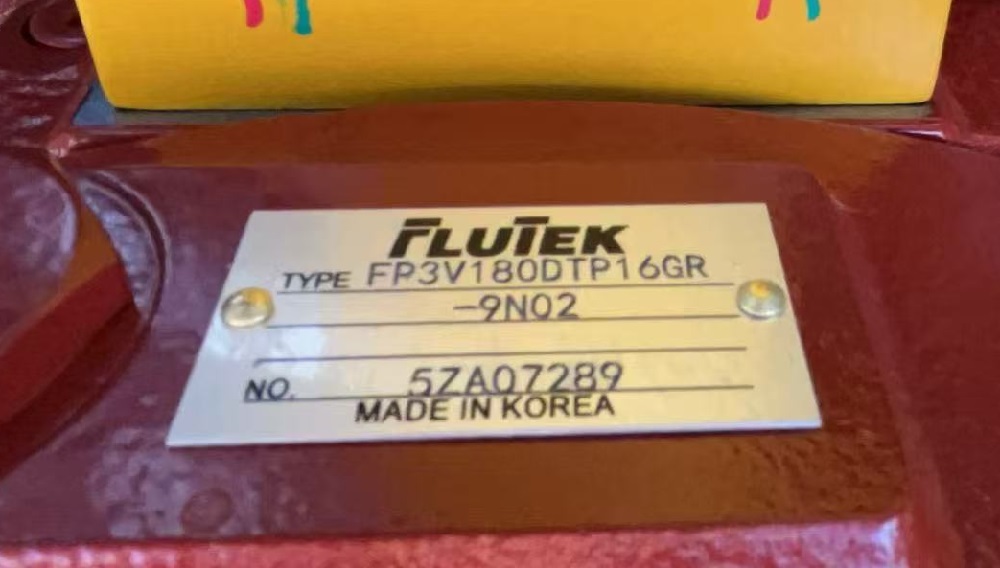 FLUTEK
TYPE FP3V180DTP16GR
-9N02
NO. 5ZA07289
MADE IN KOREA